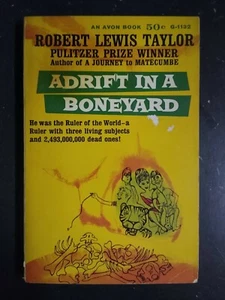 AN AVON BOOK 50¢ G-1193
ROBERT LEWIS TAYLOR
PULITZER PRIZE WINNER
Author of A JOURNEY to MATECUMBE
ADRIFT IN A
BONEYARD
He was the Ruler of the World—a
Ruler with three living subjects
and 2,493,000,000 dead ones!